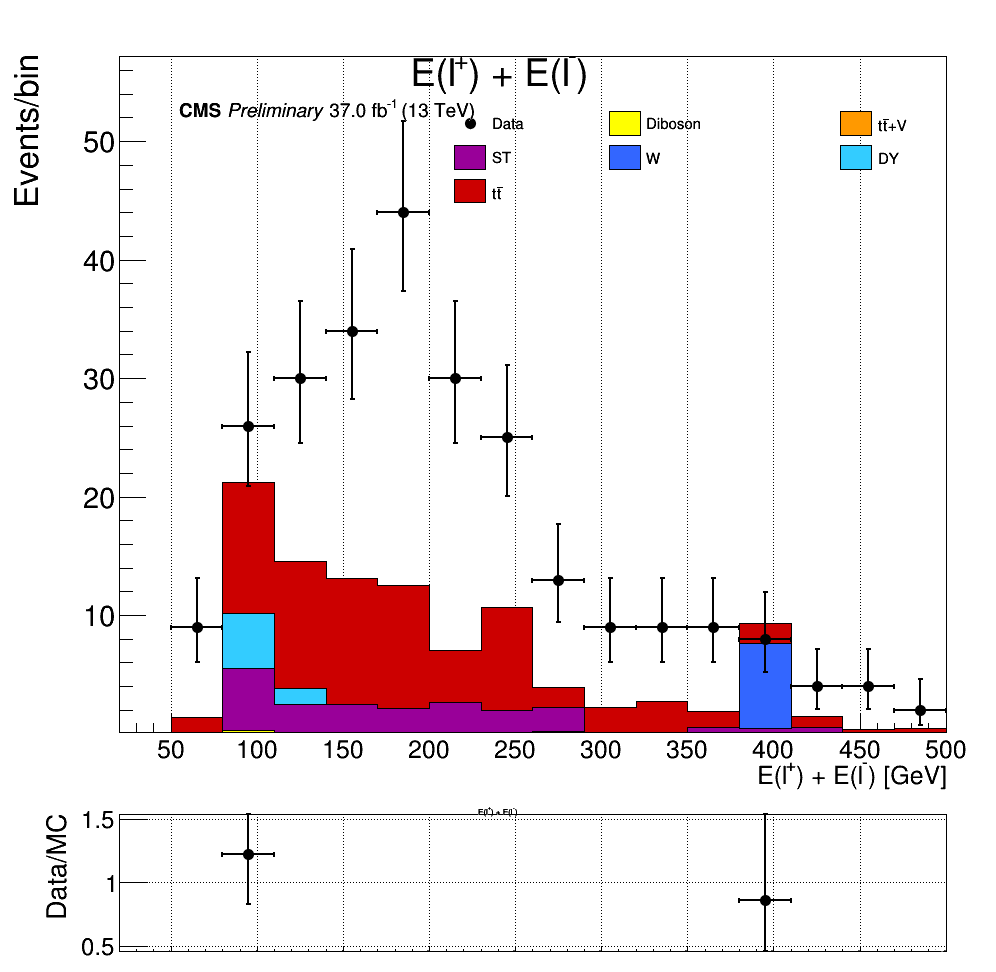 E(l⁺) + E(l⁻)
CMS Preliminary 37.0 fb⁻¹ (13 TeV)
Data
Diboson
tt̄+V
ST
W
DY
tt̄
Events/bin
50
40
30
20
10
50 100 150 200 250 300 350 400 450 500
E(l⁺) + E(l⁻) [GeV]
E(l⁺) + E(l⁻)
Data/MC
1.5
1
0.5